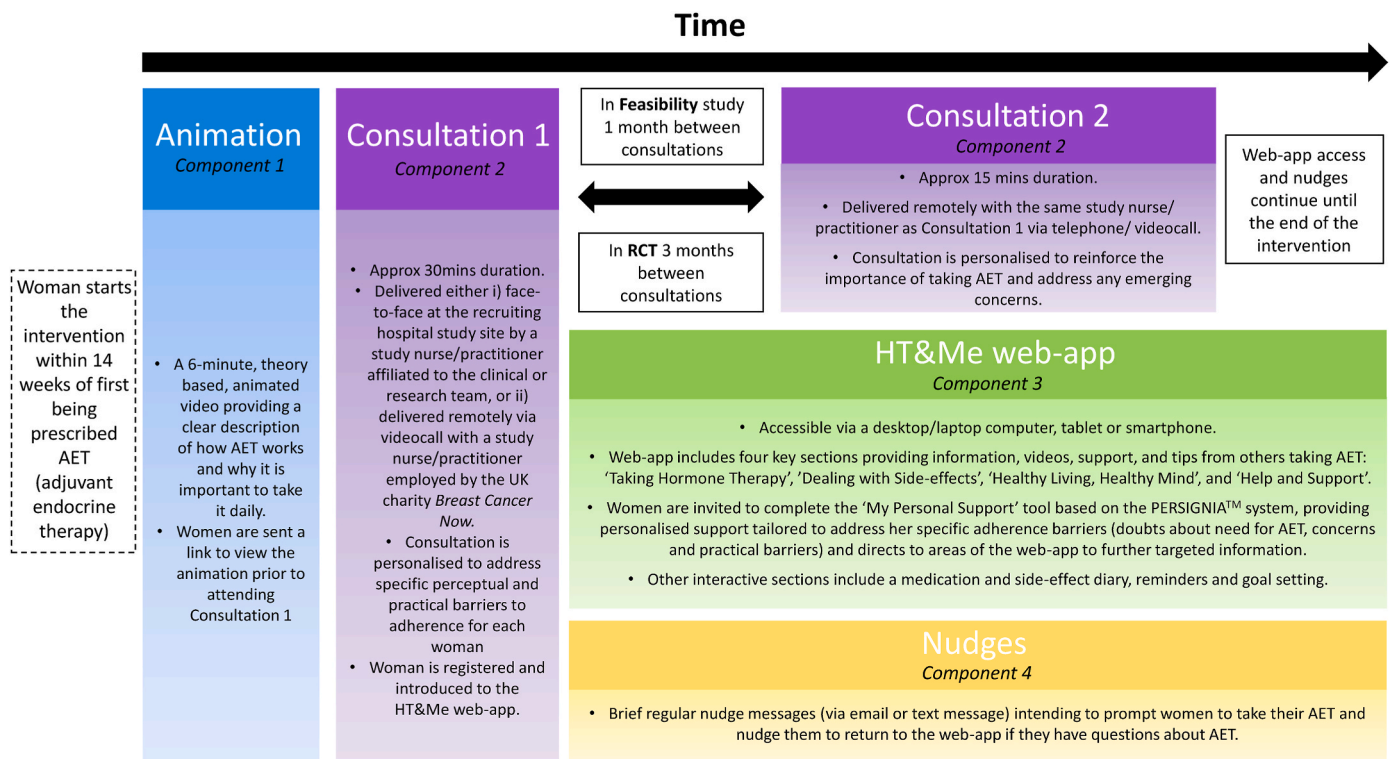 Time
Woman starts
the
intervention
within 14
weeks of first
being
prescribed
AET
(adjuvant
endocrine
therapy)
Animation
Component 1
• A 6-minute, theory
based, animated
video providing a
clear description
of how AET works
and why it is
important to take
it daily.
• Women are sent a
link to view the
animation prior to
attending
Consultation 1
Consultation 1
Component 2
• Approx 30mins duration.
• Delivered either i) face-
to-face at the recruiting
hospital study site by a
study nurse/practitioner
affiliated to the clinical or
research team, or ii)
delivered remotely via
videocall with a study
nurse/practitioner
employed by the UK
charity Breast Cancer
Now.
• Consultation is
personalised to address
specific perceptual and
practical barriers to
adherence for each
woman
• Woman is registered and
introduced to the
HT&Me web-app.
In Feasibility study
1 month between
consultations
In RCT 3 months
between
consultations
Consultation 2
Component 2
• Approx 15 mins duration.
• Delivered remotely with the same study nurse/
practitioner as Consultation 1 via telephone/ videocall.
• Consultation is personalised to reinforce the
importance of taking AET and address any emerging
concerns.
Web-app access
and nudges
continue until
the end of the
intervention
HT&Me web-app
Component 3
• Accessible via a desktop/laptop computer, tablet or smartphone.
• Web-app includes four key sections providing information, videos, support, and tips from others taking AET:
‘Taking Hormone Therapy’, ’Dealing with Side-effects’, ‘Healthy Living, Healthy Mind’, and ‘Help and Support’.
• Women are invited to complete the ‘My Personal Support’ tool based on the PERSIGNIA™ system, providing
personalised support tailored to address her specific adherence barriers (doubts about need for AET, concerns
and practical barriers) and directs to areas of the web-app to further targeted information.
• Other interactive sections include a medication and side-effect diary, reminders and goal setting.
Nudges
Component 4
• Brief regular nudge messages (via email or text message) intending to prompt women to take their AET and
nudge them to return to the web-app if they have questions about AET.